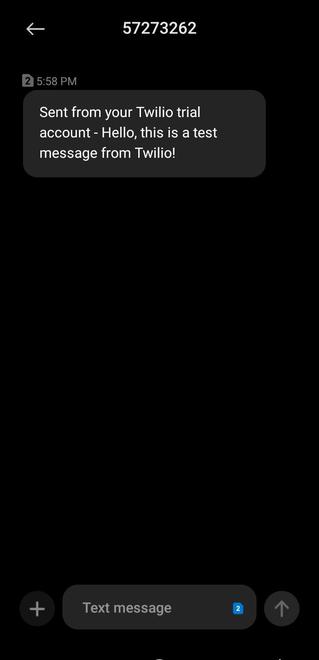 57273262
2 5:58 PM
Sent from your Twilio trial
account - Hello, this is a test
message from Twilio!
Text message 2